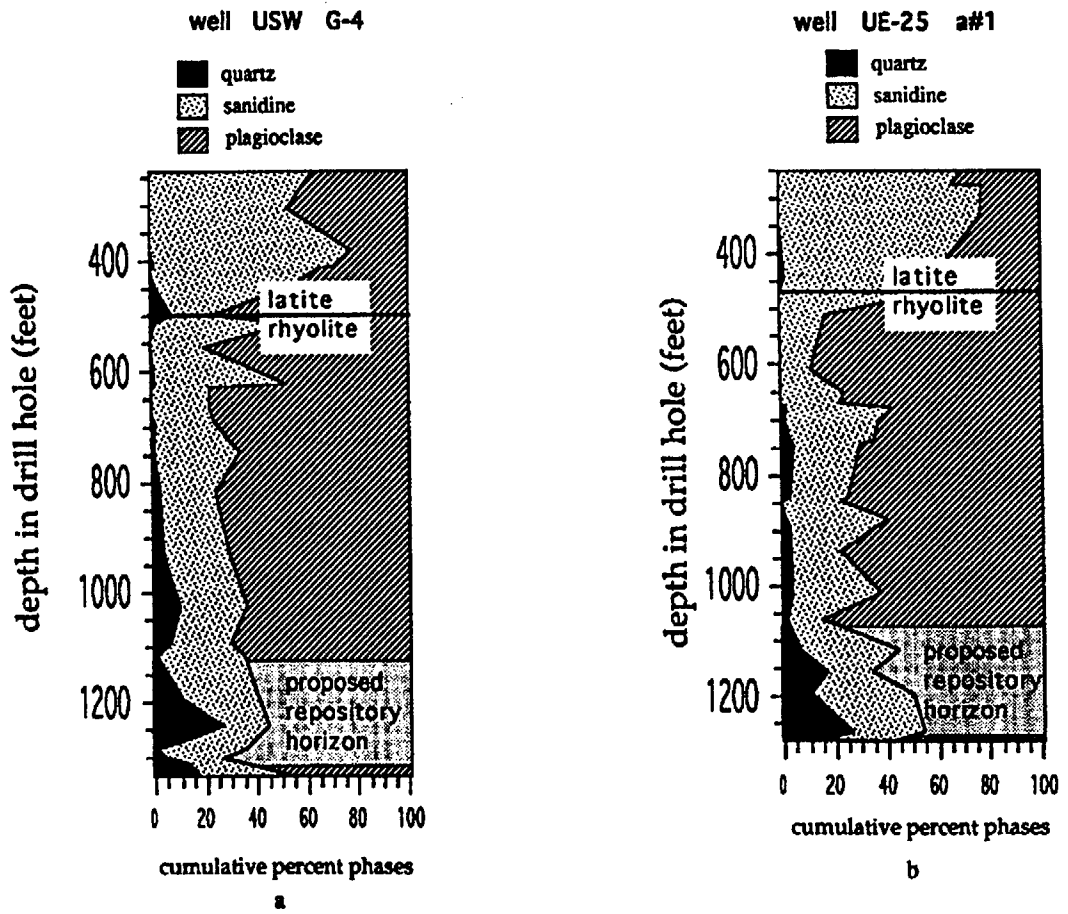 well USW G-4
quartz
sanidine
plagioclase
depth in drill hole (feet)
400
600
800
1000
1200
latite
rhyolite
proposed
repository
horizon
0 20 40 60 80 100
cumulative percent phases
a
well UE-25 a#1
quartz
sanidine
plagioclase
depth in drill hole (feet)
400
600
800
1000
1200
latite
rhyolite
proposed
repository
horizon
0 20 40 60 80 100
cumulative percent phases
b